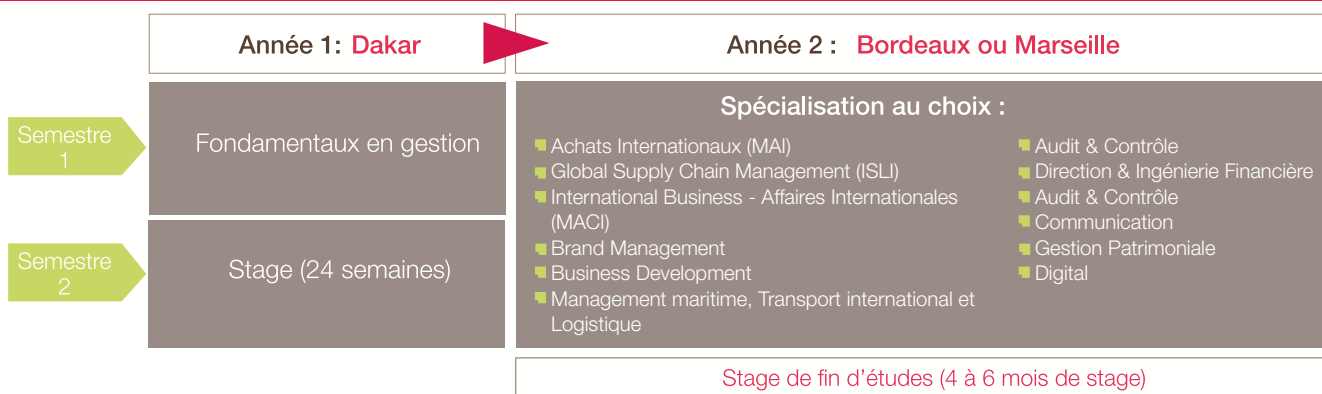 Année 1: Dakar
Année 2 : Bordeaux ou Marseille
Semestre
1
Fondamentaux en gestion
Semestre
2
Stage (24 semaines)
Spécialisation au choix :
Achats Internationaux (MAI)
Global Supply Chain Management (ISLI)
International Business - Affaires Internationales
(MACI)
Brand Management
Business Development
Management maritime, Transport international et
Logistique
Audit & Contrôle
Direction & Ingénierie Financière
Audit & Contrôle
Communication
Gestion Patrimoniale
Digital
Stage de fin d'études (4 à 6 mois de stage)